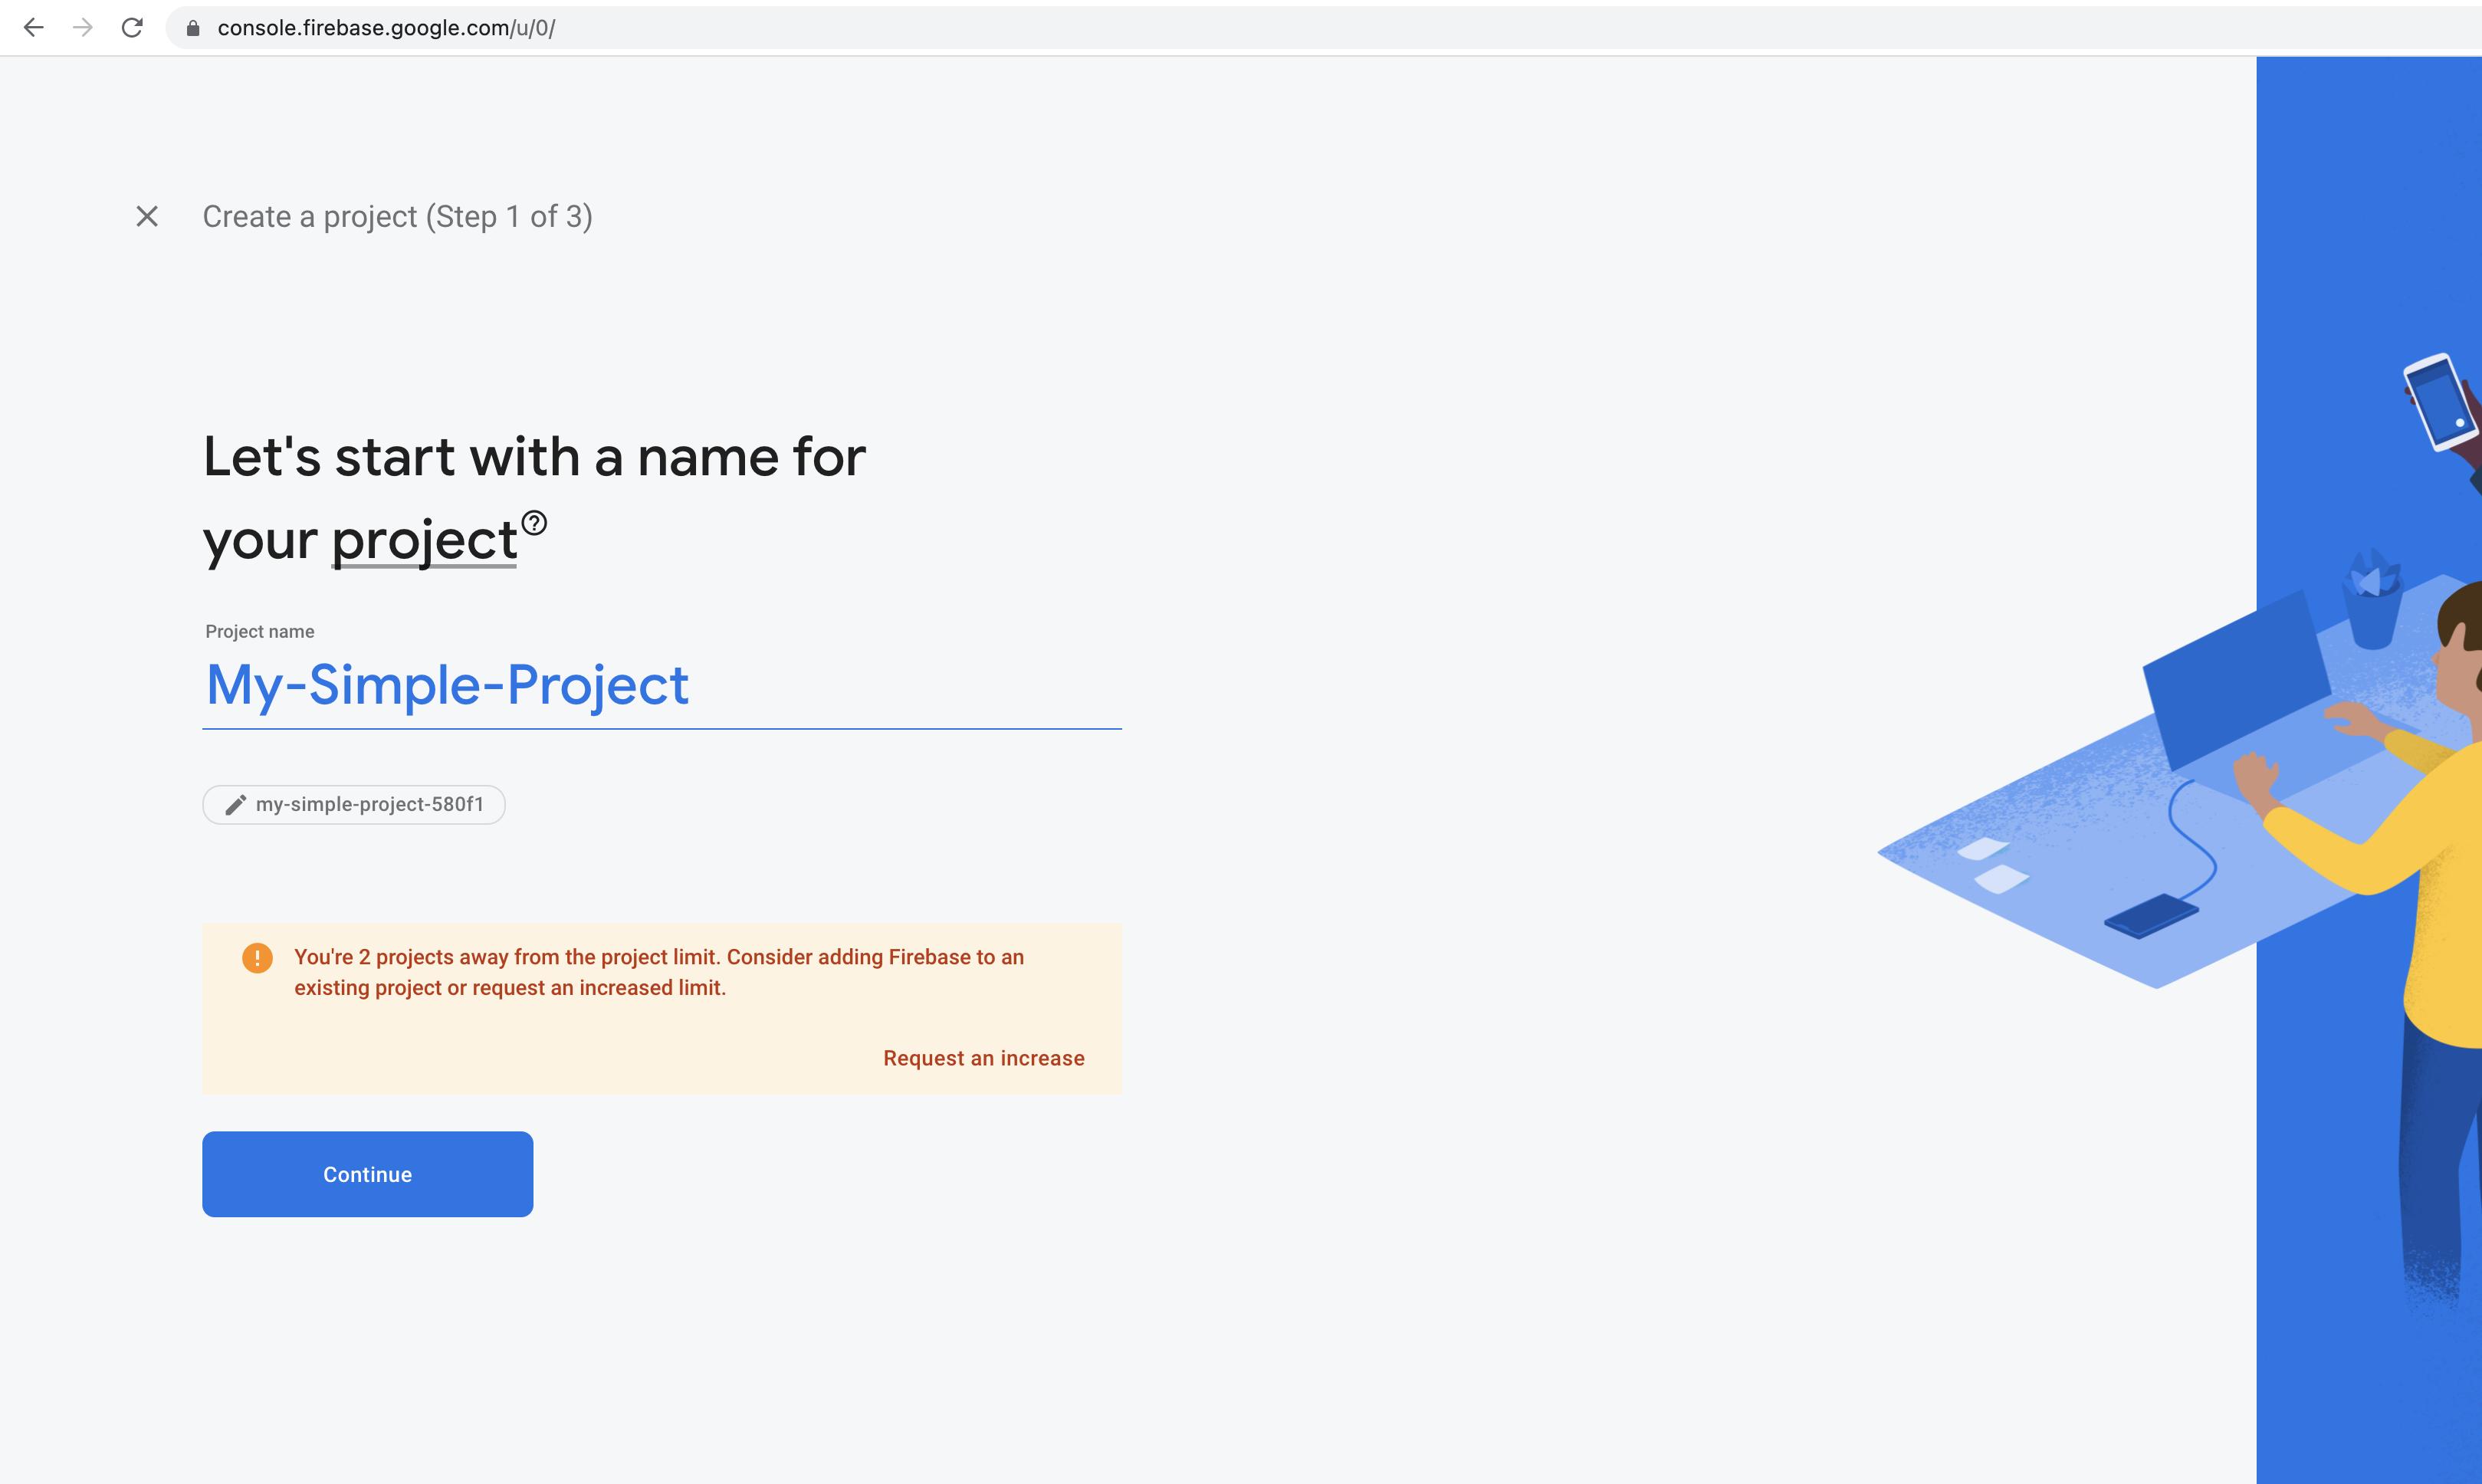 console.firebase.google.com/u/0/
Create a project (Step 1 of 3)
Let's start with a name for
your project
Project name
My-Simple-Project
my-simple-project-580f1
You're 2 projects away from the project limit. Consider adding Firebase to an
existing project or request an increased limit.
Request an increase
Continue